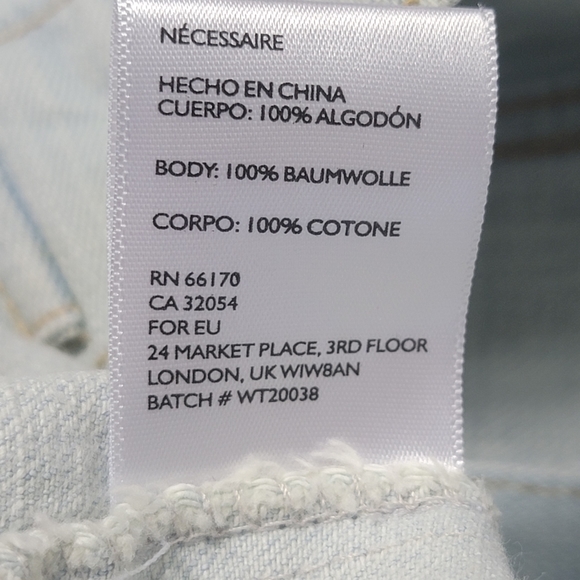 NÉCESSAIRE
HECHO EN CHINA
CUERPO: 100% ALGODÓN
BODY: 100% BAUMWOLLE
CORPO: 100% COTONE
RN 66170
CA 32054
FOR EU
24 MARKET PLACE, 3RD FLOOR
LONDON, UK WIW8AN
BATCH # WT20038